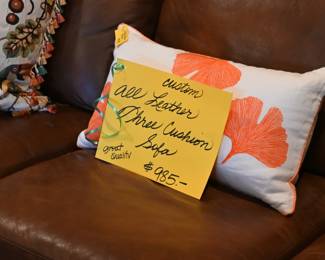 custom
all Leather
Three Cushion
Sofa
great
quality
$985.-